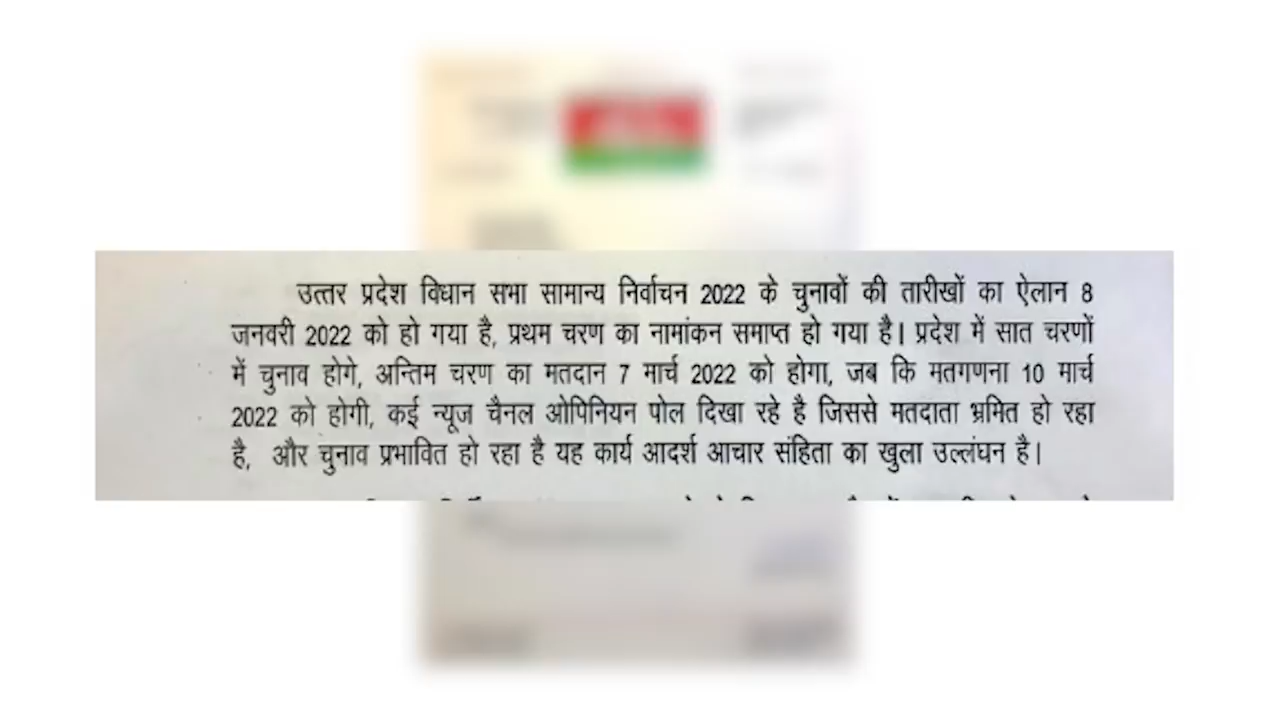 उत्तर प्रदेश विधान सभा सामान्य निर्वाचन 2022 के चुनावों की तारीखों का ऐलान 8
जनवरी 2022 को हो गया है, प्रथम चरण का नामांकन समाप्त हो गया है। प्रदेश में सात चरणों
में चुनाव होगे, अन्तिम चरण का मतदान 7 मार्च 2022 को होगा, जब कि मतगणना 10 मार्च
2022 को होगी, कई न्यूज चैनल ओपिनियन पोल दिखा रहे है जिससे मतदाता भ्रमित हो रहा
है, और चुनाव प्रभावित हो रहा है यह कार्य आदर्श आचार संहिता का खुला उल्लंघन है।